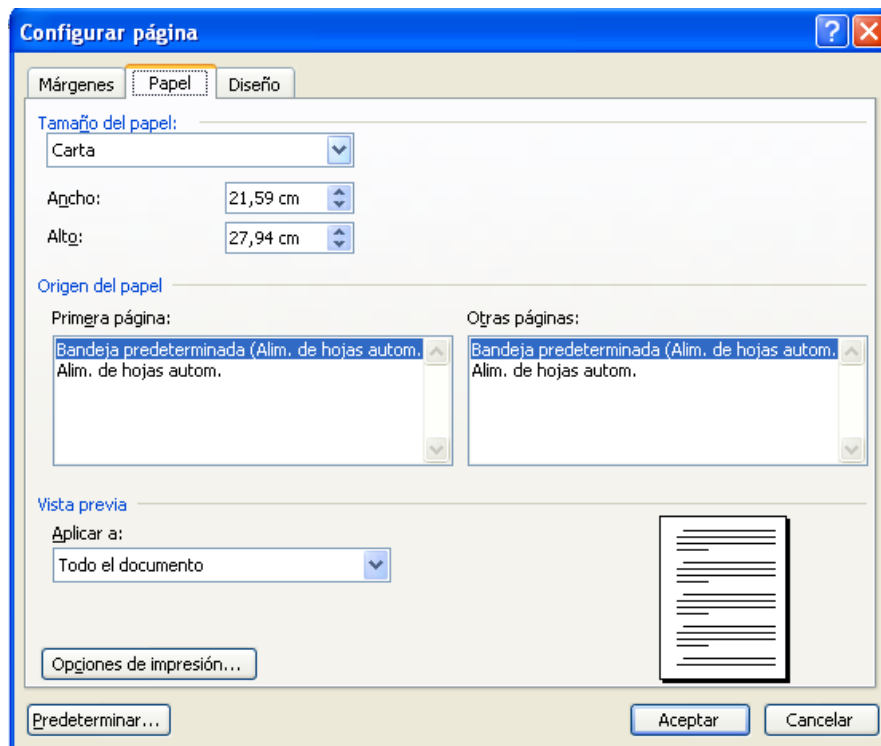 Configurar página
Márgenes Papel Diseño
Tamaño del papel:
Carta
Ancho: 21,59 cm
Alto: 27,94 cm
Origen del papel
Primera página: Otras páginas:
Bandeja predeterminada (Alim. de hojas autom. Bandeja predeterminada (Alim. de hojas autom.
Alim. de hojas autom. Alim. de hojas autom.
Vista previa
Aplicar a:
Todo el documento
Opciones de impresión...
Predeterminar... Aceptar Cancelar